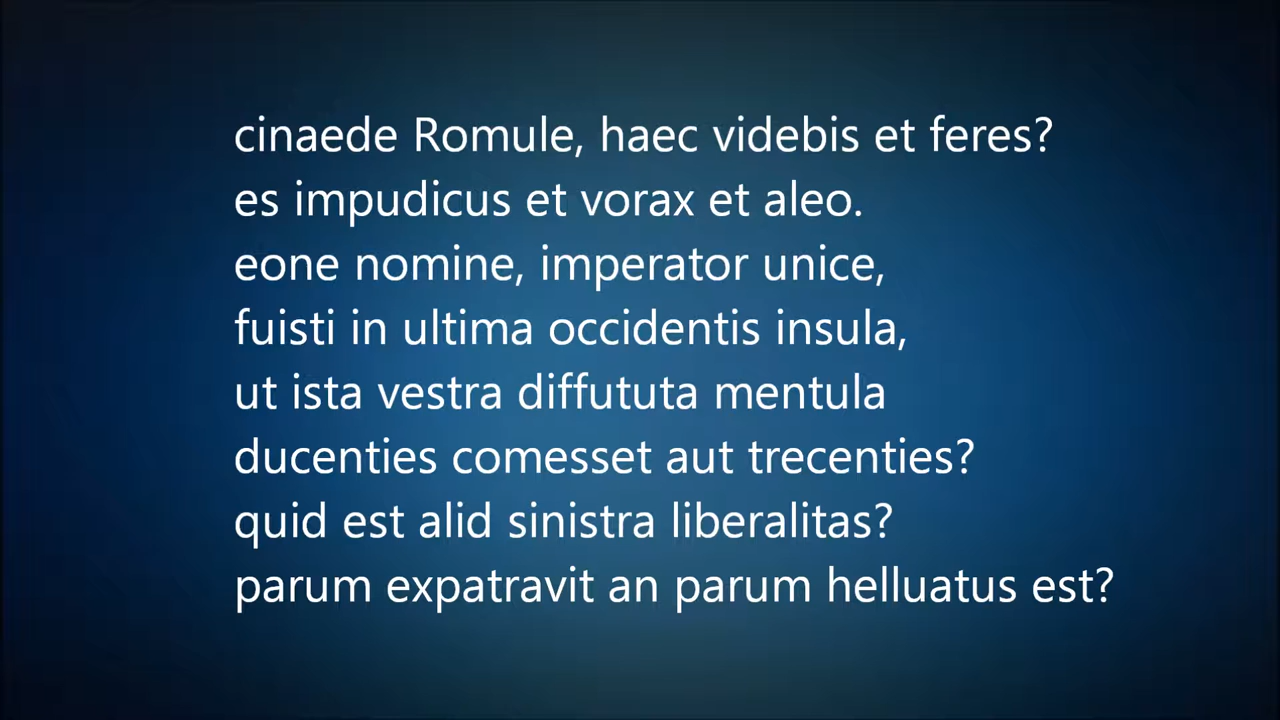 cinaede Romule, haec videbis et feres?
es impudicus et vorax et aleo.
eone nomine, imperator unice,
fuisti in ultima occidentis insula,
ut ista vestra diffututa mentula
ducenties comesset aut trecenties?
quid est alid sinistra liberalitas?
parum expatravit an parum helluatus est?